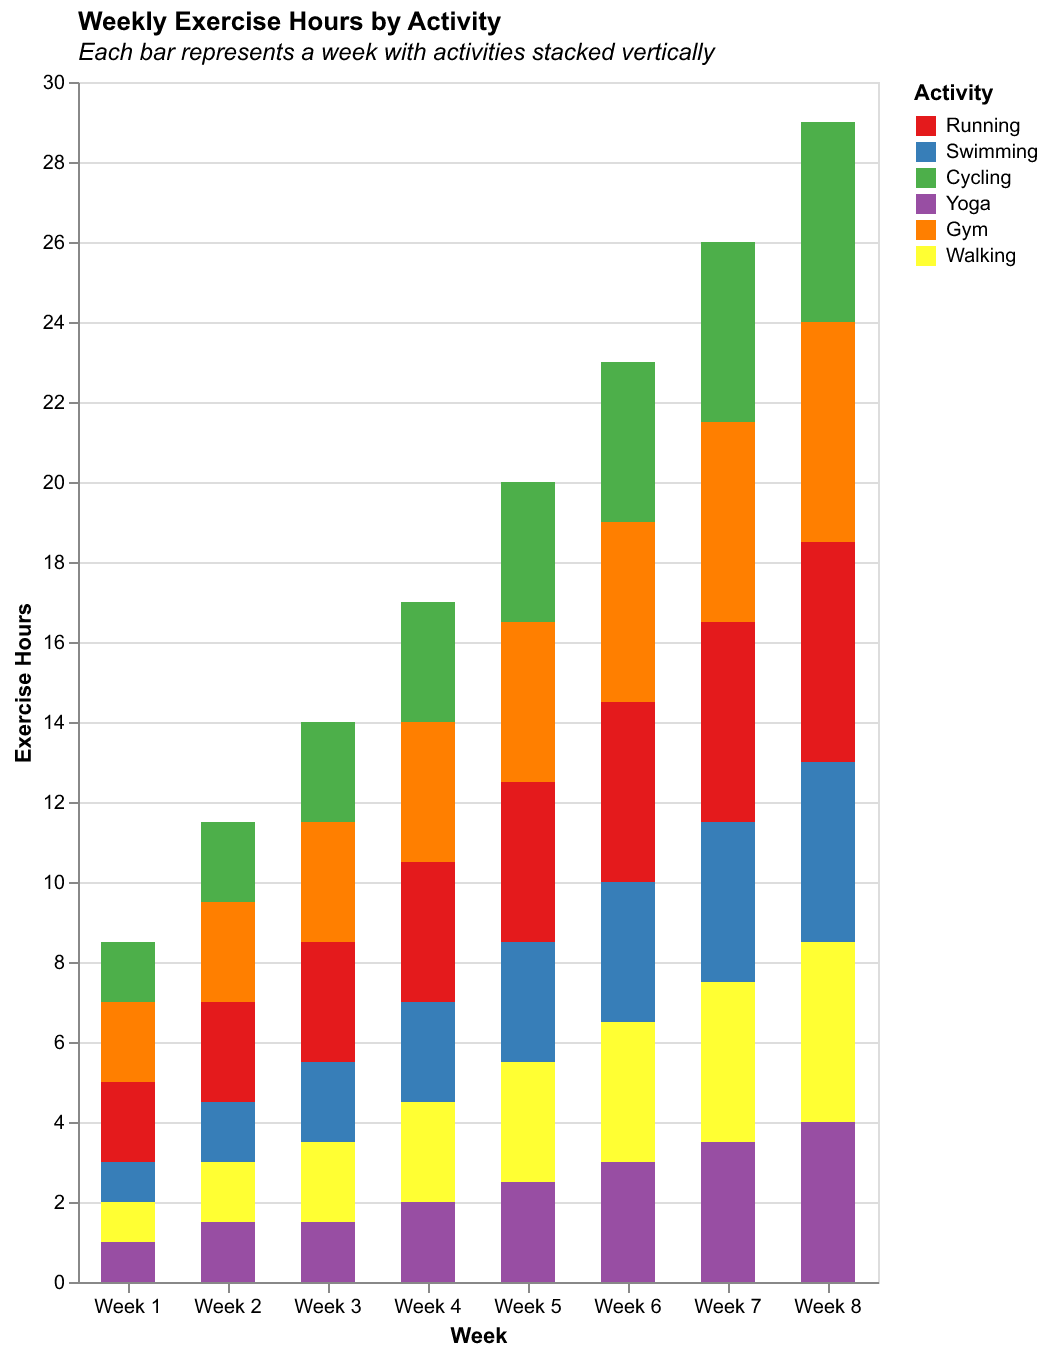 Weekly Exercise Hours by Activity
Each bar represents a week with activities stacked vertically
30
28
26
24
22
20
18
16
14
12
10
8
6
4
2
0
Exercise Hours
Week 1 Week 2 Week 3 Week 4 Week 5 Week 6 Week 7 Week 8
Week
Activity
Running
Swimming
Cycling
Yoga
Gym
Walking